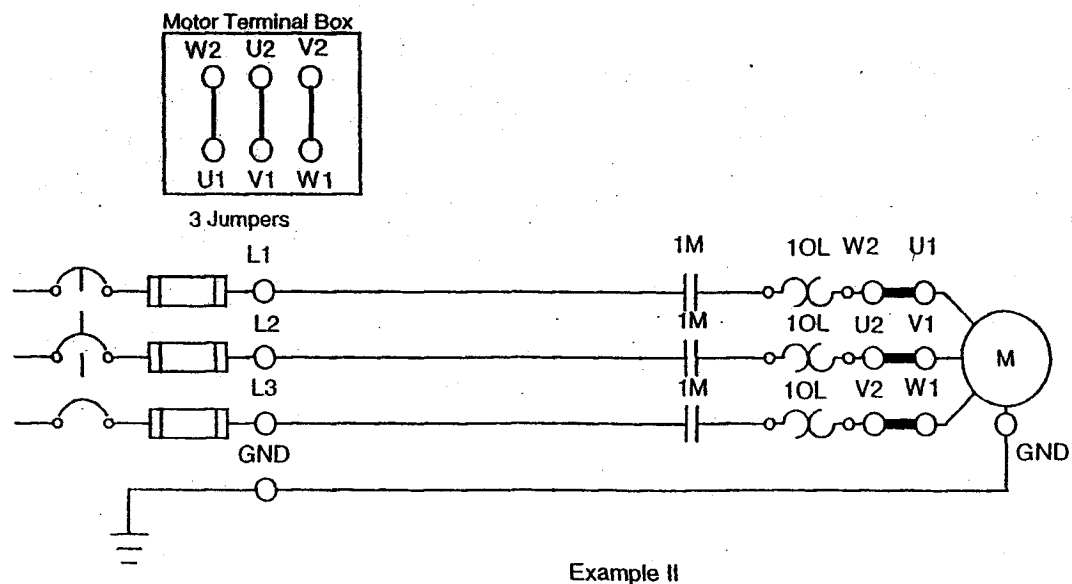 Motor Terminal Box
W2 U2 V2
U1 V1 W1
3 Jumpers
L1 1M 1OL W2 U1
L2 1M 1OL U2 V1
M
L3 1M 1OL V2 W1
GND GND
Example II